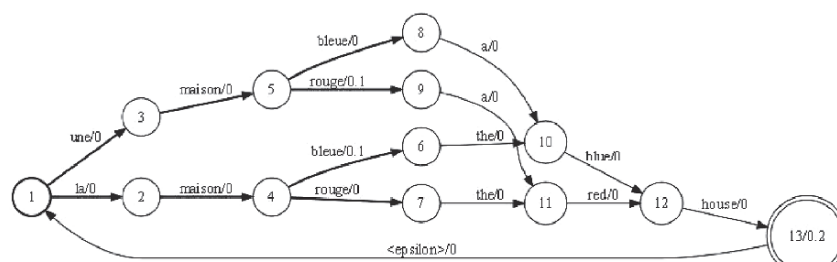 bleue/0
8
a/0
maison/0
5
rouge/0.1
9
3
a/0
une/0
6
the/0
10
bleue/0.1
blue/0
1
la/0
2
maison/0
4
rouge/0
7
the/0
11
red/0
12
house/0
13/0.2
<epsilon>/0